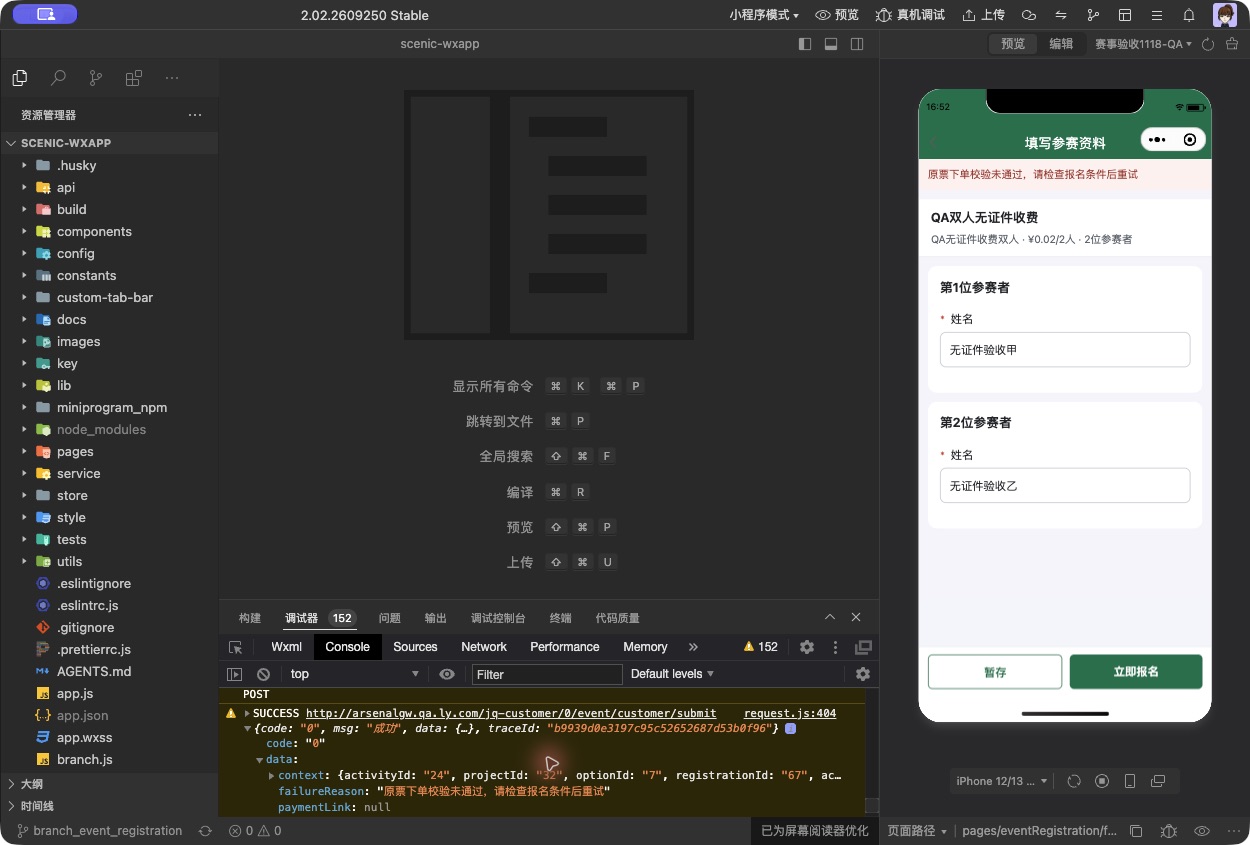 2.02.2609250 Stable
小程序模式 预览 真机调试 上传
scenic-wxapp
预览 编辑 赛事验收1118-QA
资源管理器
SCENIC-WXAPP
.husky
api
build
components
config
constants
custom-tab-bar
docs
images
key
lib
miniprogram_npm
node_modules
pages
service
store
style
tests
utils
.eslintignore
.eslintrc.js
.gitignore
.prettierrc.js
AGENTS.md
app.js
app.json
app.wxss
branch.js
大纲
时间线
显示所有命令 ⌘ K ⌘ P
跳转到文件 ⌘ P
全局搜索 ⇧ ⌘ F
编译 ⌘ R
预览 ⇧ ⌘ P
上传 ⇧ ⌘ U
构建 调试器 152 问题 输出 调试控制台 终端 代码质量
Wxml Console Sources Network Performance Memory 152
top Filter Default levels
POST
SUCCESS http://arsenalgw.qa.ly.com/jq-customer/0/event/customer/submit request.js:404
{code: "0", msg: "成功", data: {…}, traceId: "b9939d0e3197c95c52652687d53b0f96"}
code: "0"
data:
context: {activityId: "24", projectId: "32", optionId: "7", registrationId: "67", ac…
failureReason: "原票下单校验未通过，请检查报名条件后重试"
paymentLink: null
16:52
填写参赛资料
原票下单校验未通过，请检查报名条件后重试
QA双人无证件收费
QA无证件收费双人 · ¥0.02/2人 · 2位参赛者
第1位参赛者
* 姓名
无证件验收甲
第2位参赛者
* 姓名
无证件验收乙
暂存 立即报名
iPhone 12/13 ...
branch_event_registration 0 0 已为屏幕阅读器优化 页面路径 pages/eventRegistration/f...